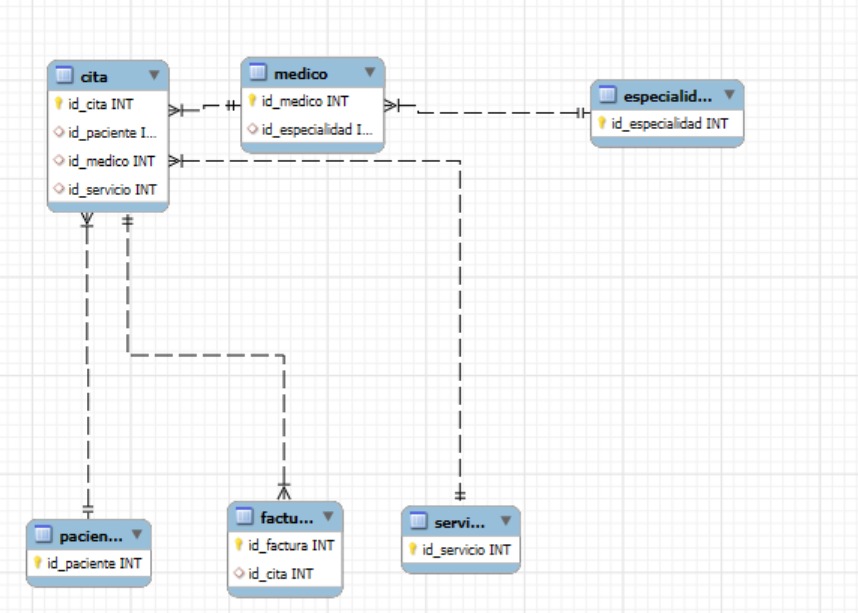 cita
id_cita INT
id_paciente I...
id_medico INT
id_servicio INT
medico
id_medico INT
id_especialidad I...
especialid...
id_especialidad INT
pacien...
id_paciente INT
factu...
id_factura INT
id_cita INT
servi...
id_servicio INT